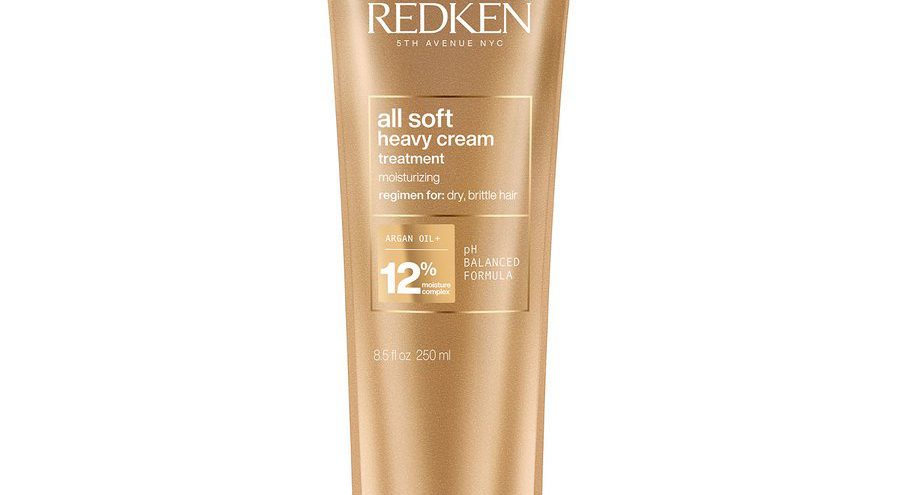 REDKEN
5TH AVENUE NYC
all soft
heavy cream
treatment
moisturizing
regimen for: dry, brittle hair
ARGAN OIL+
12%
moisture
complex
pH
BALANCED
FORMULA
8.5 fl oz 250 ml